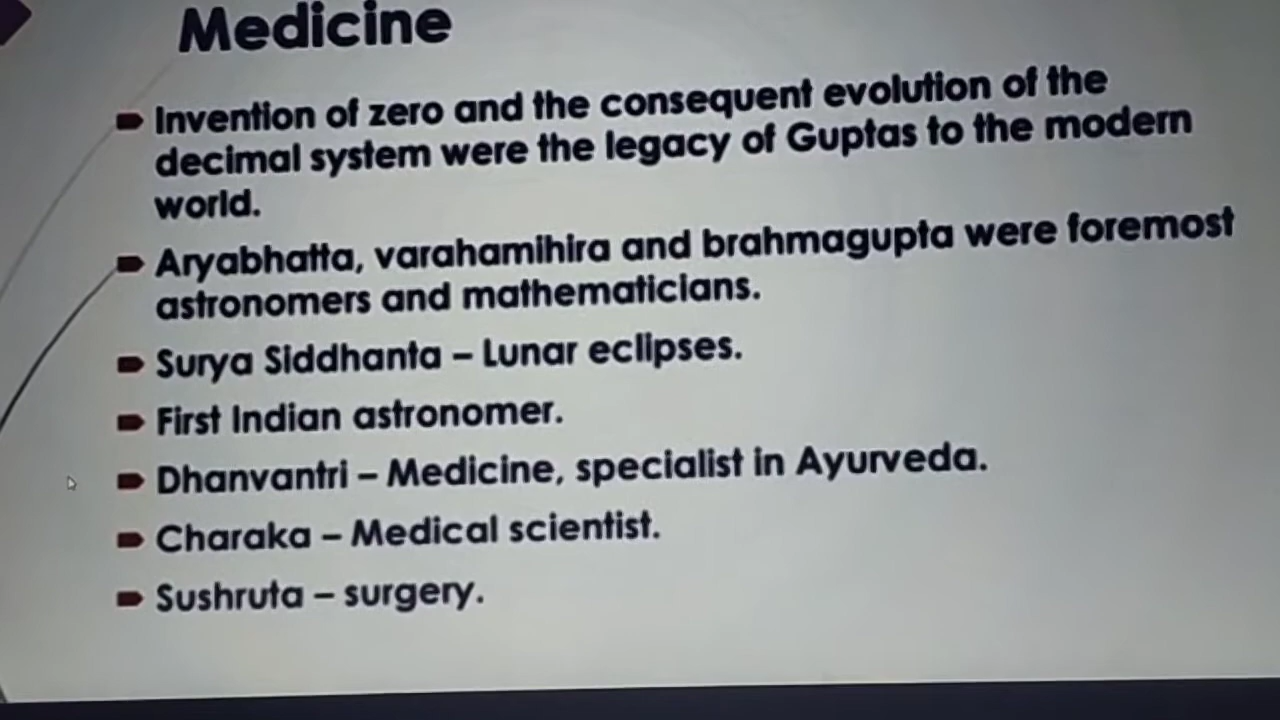 Medicine
Invention of zero and the consequent evolution of the
decimal system were the legacy of Guptas to the modern
world.
Aryabhatta, varahamihira and brahmagupta were foremost
astronomers and mathematicians.
Surya Siddhanta – Lunar eclipses.
First Indian astronomer.
Dhanvantri – Medicine, specialist in Ayurveda.
Charaka – Medical scientist.
Sushruta – surgery.